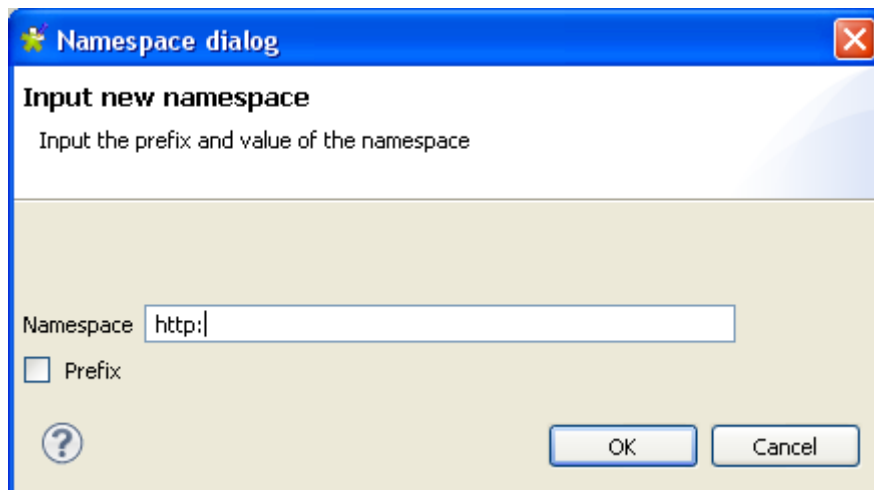 Namespace dialog
Input new namespace
Input the prefix and value of the namespace
Namespace http:
Prefix
? OK Cancel